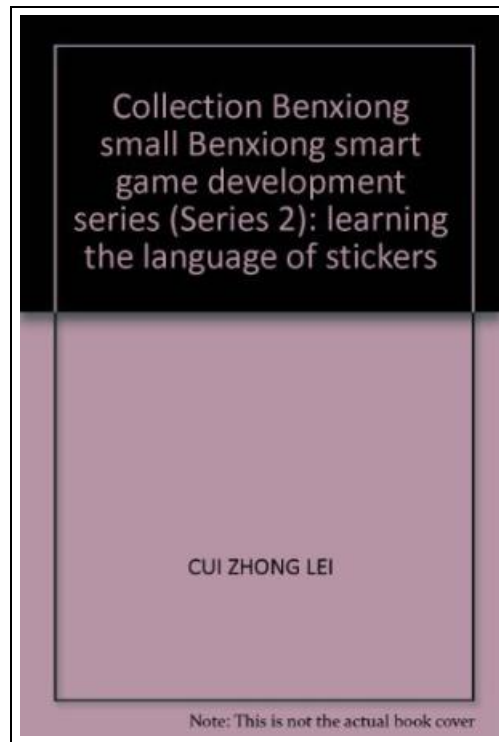 Collection Benxiong
small Benxiong smart
game development
series (Series 2): learning
the language of stickers
CUI ZHONG LEI
Note: This is not the actual book cover